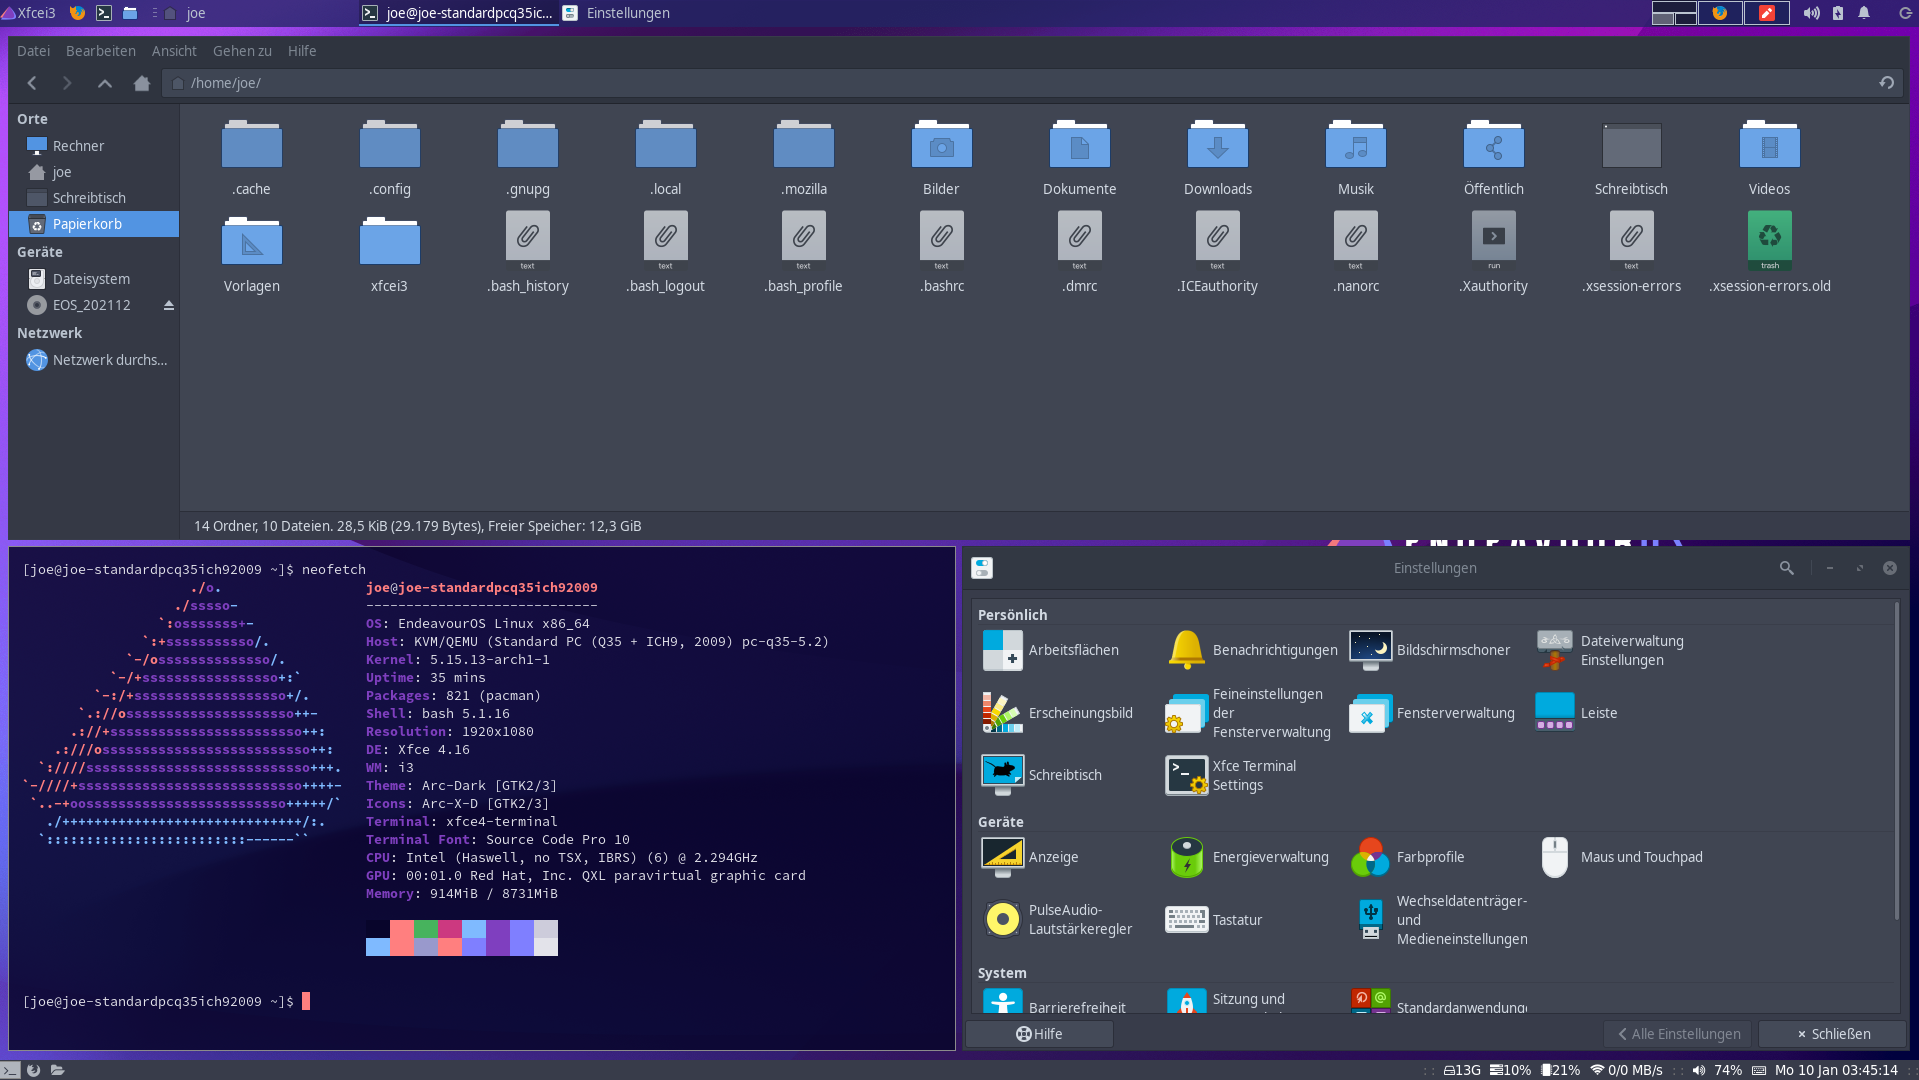 Xfcei3 joe joe@joe-standardpcq35ic... Einstellungen
Datei Bearbeiten Ansicht Gehen zu Hilfe
/home/joe/
Orte
Rechner
joe
Schreibtisch
Papierkorb
Geräte
Dateisystem
EOS_202112
Netzwerk
Netzwerk durchs...
.cache .config .gnupg .local .mozilla Bilder Dokumente Downloads Musik Öffentlich Schreibtisch Videos
text text text text text text text run text trash
Vorlagen xfcei3 .bash_history .bash_logout .bash_profile .bashrc .dmrc .ICEauthority .nanorc .Xauthority .xsession-errors .xsession-errors.old
14 Ordner, 10 Dateien. 28,5 KiB (29.179 Bytes), Freier Speicher: 12,3 GiB
[joe@joe-standardpcq35ich92009 ~]$ neofetch
joe@joe-standardpcq35ich92009
-----------------------------
OS: EndeavourOS Linux x86_64
Host: KVM/QEMU (Standard PC (Q35 + ICH9, 2009) pc-q35-5.2)
Kernel: 5.15.13-arch1-1
Uptime: 35 mins
Packages: 821 (pacman)
Shell: bash 5.1.16
Resolution: 1920x1080
DE: Xfce 4.16
WM: i3
Theme: Arc-Dark [GTK2/3]
Icons: Arc-X-D [GTK2/3]
Terminal: xfce4-terminal
Terminal Font: Source Code Pro 10
CPU: Intel (Haswell, no TSX, IBRS) (6) @ 2.294GHz
GPU: 00:01.0 Red Hat, Inc. QXL paravirtual graphic card
Memory: 914MiB / 8731MiB
[joe@joe-standardpcq35ich92009 ~]$
Einstellungen
Persönlich
Arbeitsflächen
Benachrichtigungen
Bildschirmschoner
Dateiverwaltung
Einstellungen
Erscheinungsbild
Feineinstellungen
der
Fensterverwaltung
Fensterverwaltung
Leiste
Schreibtisch
Xfce Terminal
Settings
Geräte
Anzeige
Energieverwaltung
Farbprofile
Maus und Touchpad
PulseAudio-
Lautstärkeregler
Tastatur
Wechseldatenträger-
und
Medieneinstellungen
System
Barrierefreiheit
Sitzung und
Standardanwendung
Hilfe
Alle Einstellungen
Schließen
13G 10% 21% 0/0 MB/s 74% Mo 10 Jan 03:45:14